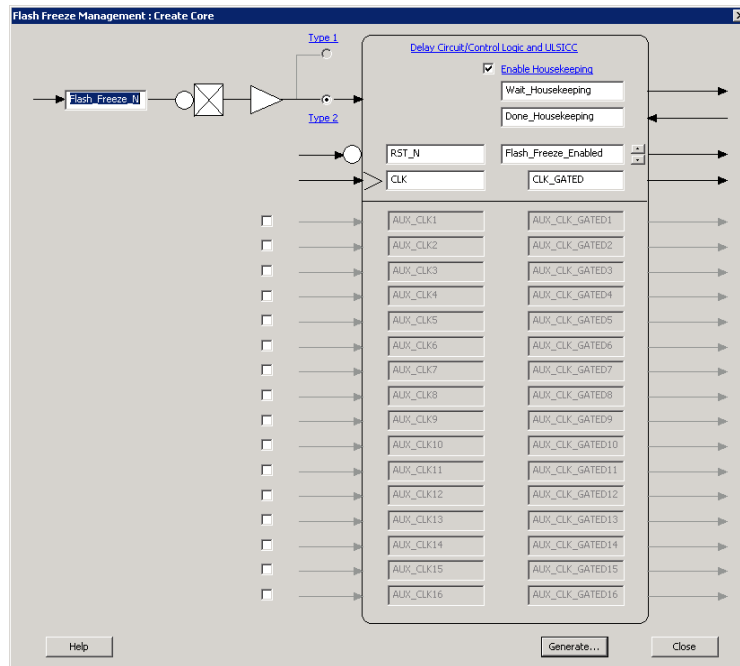 Flash Freeze Management : Create Core
Type 1
Delay Circuit/Control Logic and ULSICC
Enable Housekeeping
Flash_Freeze_N
Wait_Housekeeping
Type 2
Done_Housekeeping
RST_N Flash_Freeze_Enabled
CLK CLK_GATED
AUX_CLK1 AUX_CLK_GATED1
AUX_CLK2 AUX_CLK_GATED2
AUX_CLK3 AUX_CLK_GATED3
AUX_CLK4 AUX_CLK_GATED4
AUX_CLK5 AUX_CLK_GATED5
AUX_CLK6 AUX_CLK_GATED6
AUX_CLK7 AUX_CLK_GATED7
AUX_CLK8 AUX_CLK_GATED8
AUX_CLK9 AUX_CLK_GATED9
AUX_CLK10 AUX_CLK_GATED10
AUX_CLK11 AUX_CLK_GATED11
AUX_CLK12 AUX_CLK_GATED12
AUX_CLK13 AUX_CLK_GATED13
AUX_CLK14 AUX_CLK_GATED14
AUX_CLK15 AUX_CLK_GATED15
AUX_CLK16 AUX_CLK_GATED16
Help Generate... Close